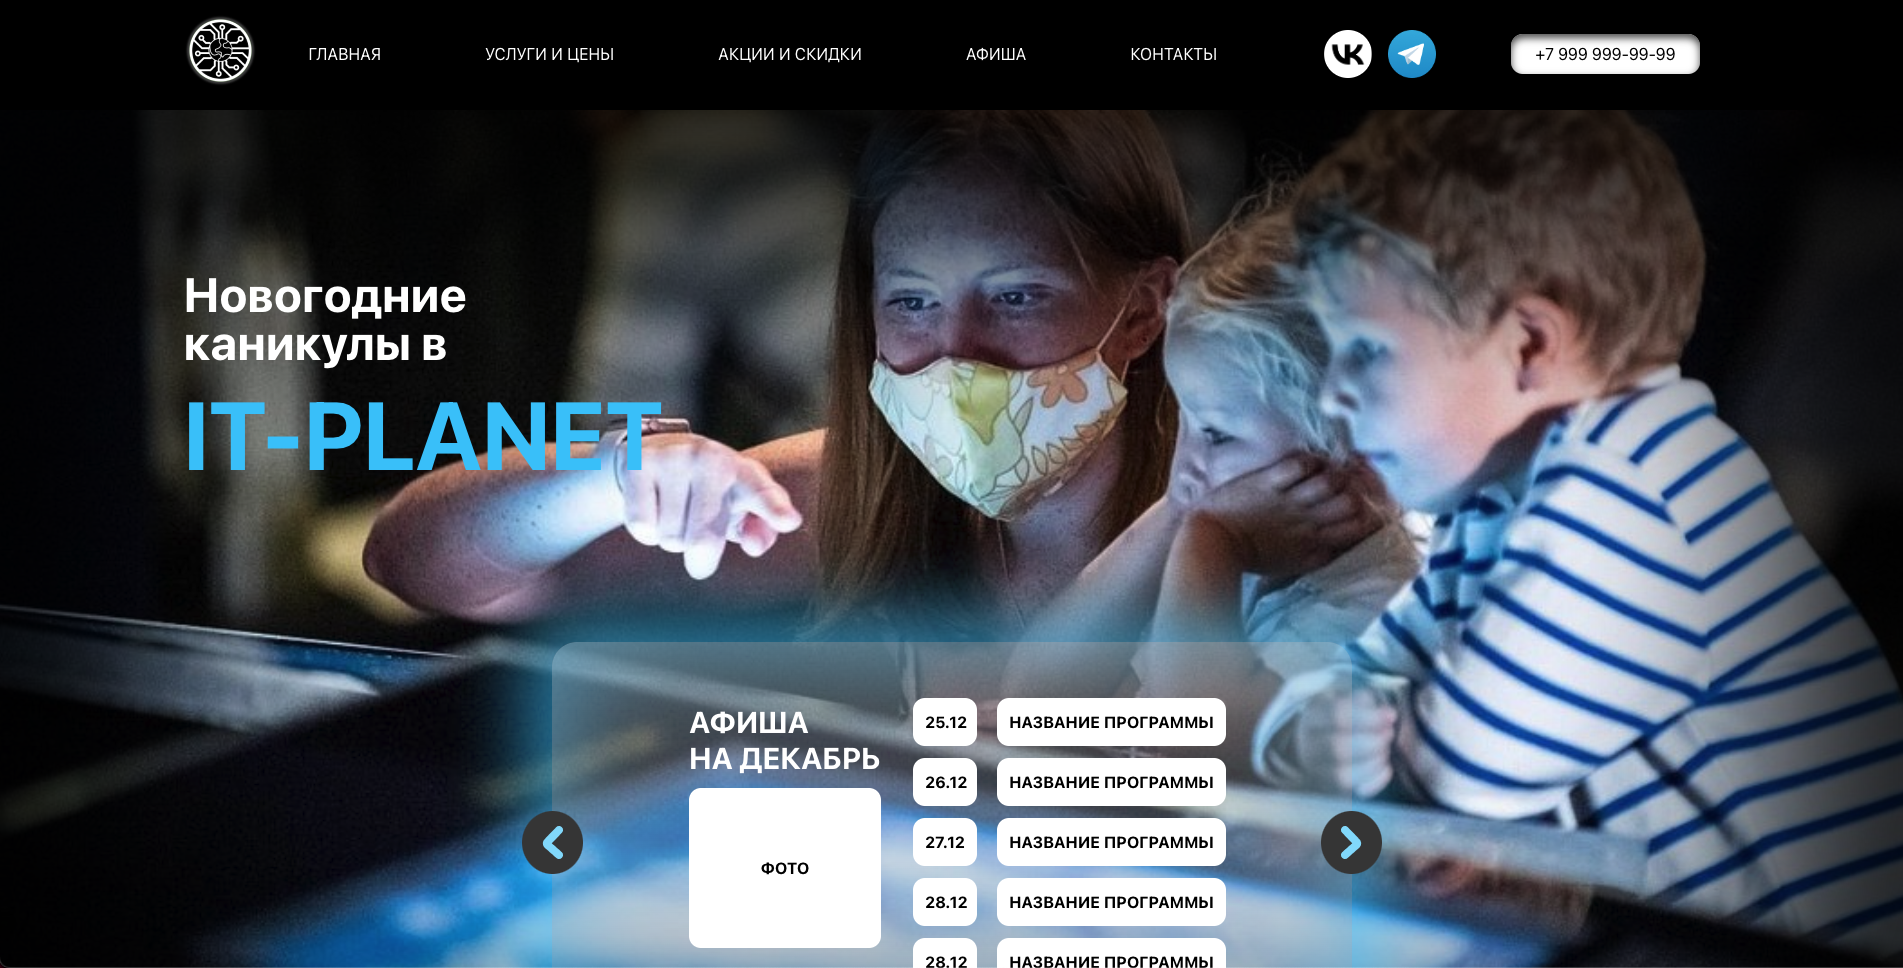 ГЛАВНАЯ
УСЛУГИ И ЦЕНЫ
АКЦИИ И СКИДКИ
АФИША
КОНТАКТЫ
+7 999 999-99-99
Новогодние
каникулы в
IT-PLANET
АФИША
НА ДЕКАБРЬ
ФОТО
25.12 НАЗВАНИЕ ПРОГРАММЫ
26.12 НАЗВАНИЕ ПРОГРАММЫ
27.12 НАЗВАНИЕ ПРОГРАММЫ
28.12 НАЗВАНИЕ ПРОГРАММЫ
28.12 НАЗВАНИЕ ПРОГРАММЫ